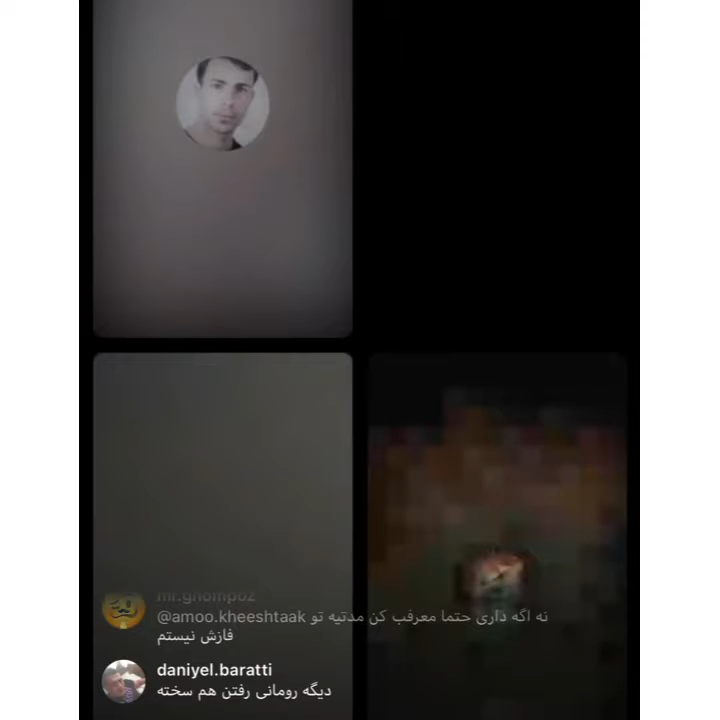 mr.ghompoz
@amoo.kheeshtaak نه اگه داری حتما معرفب کن مدتیه تو
فازش نیستم
daniyel.baratti
دیگه رومانی رفتن هم سخته